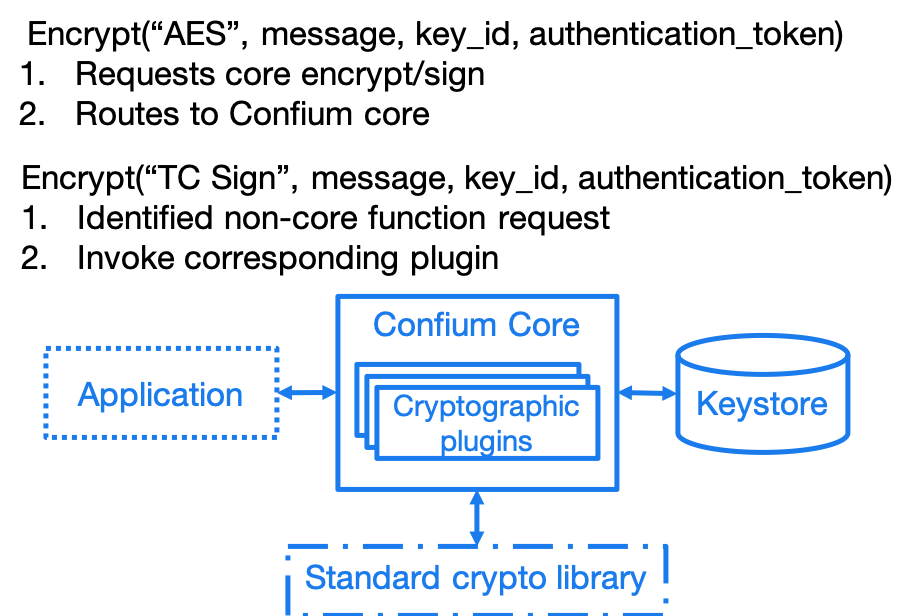 Encrypt(“AES”, message, key_id, authentication_token)
1. Requests core encrypt/sign
2. Routes to Confium core
Encrypt(“TC Sign”, message, key_id, authentication_token)
1. Identified non-core function request
2. Invoke corresponding plugin
Confium Core
Application
Cryptographic
plugins
Keystore
Standard crypto library